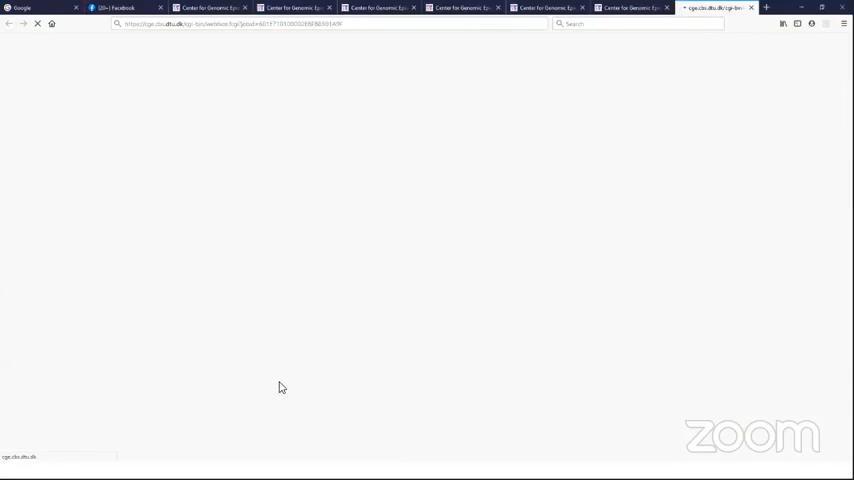 Google
(20+) Facebook
Center for Genomic Epi
Center for Genomic Epi
Center for Genomic Epi
Center for Genomic Epi
Center for Genomic Epi
Center for Genomic Epi
cge.cbs.dtu.dk/cgi-bin/
Search
cge.cbs.dtu.dk
zoom